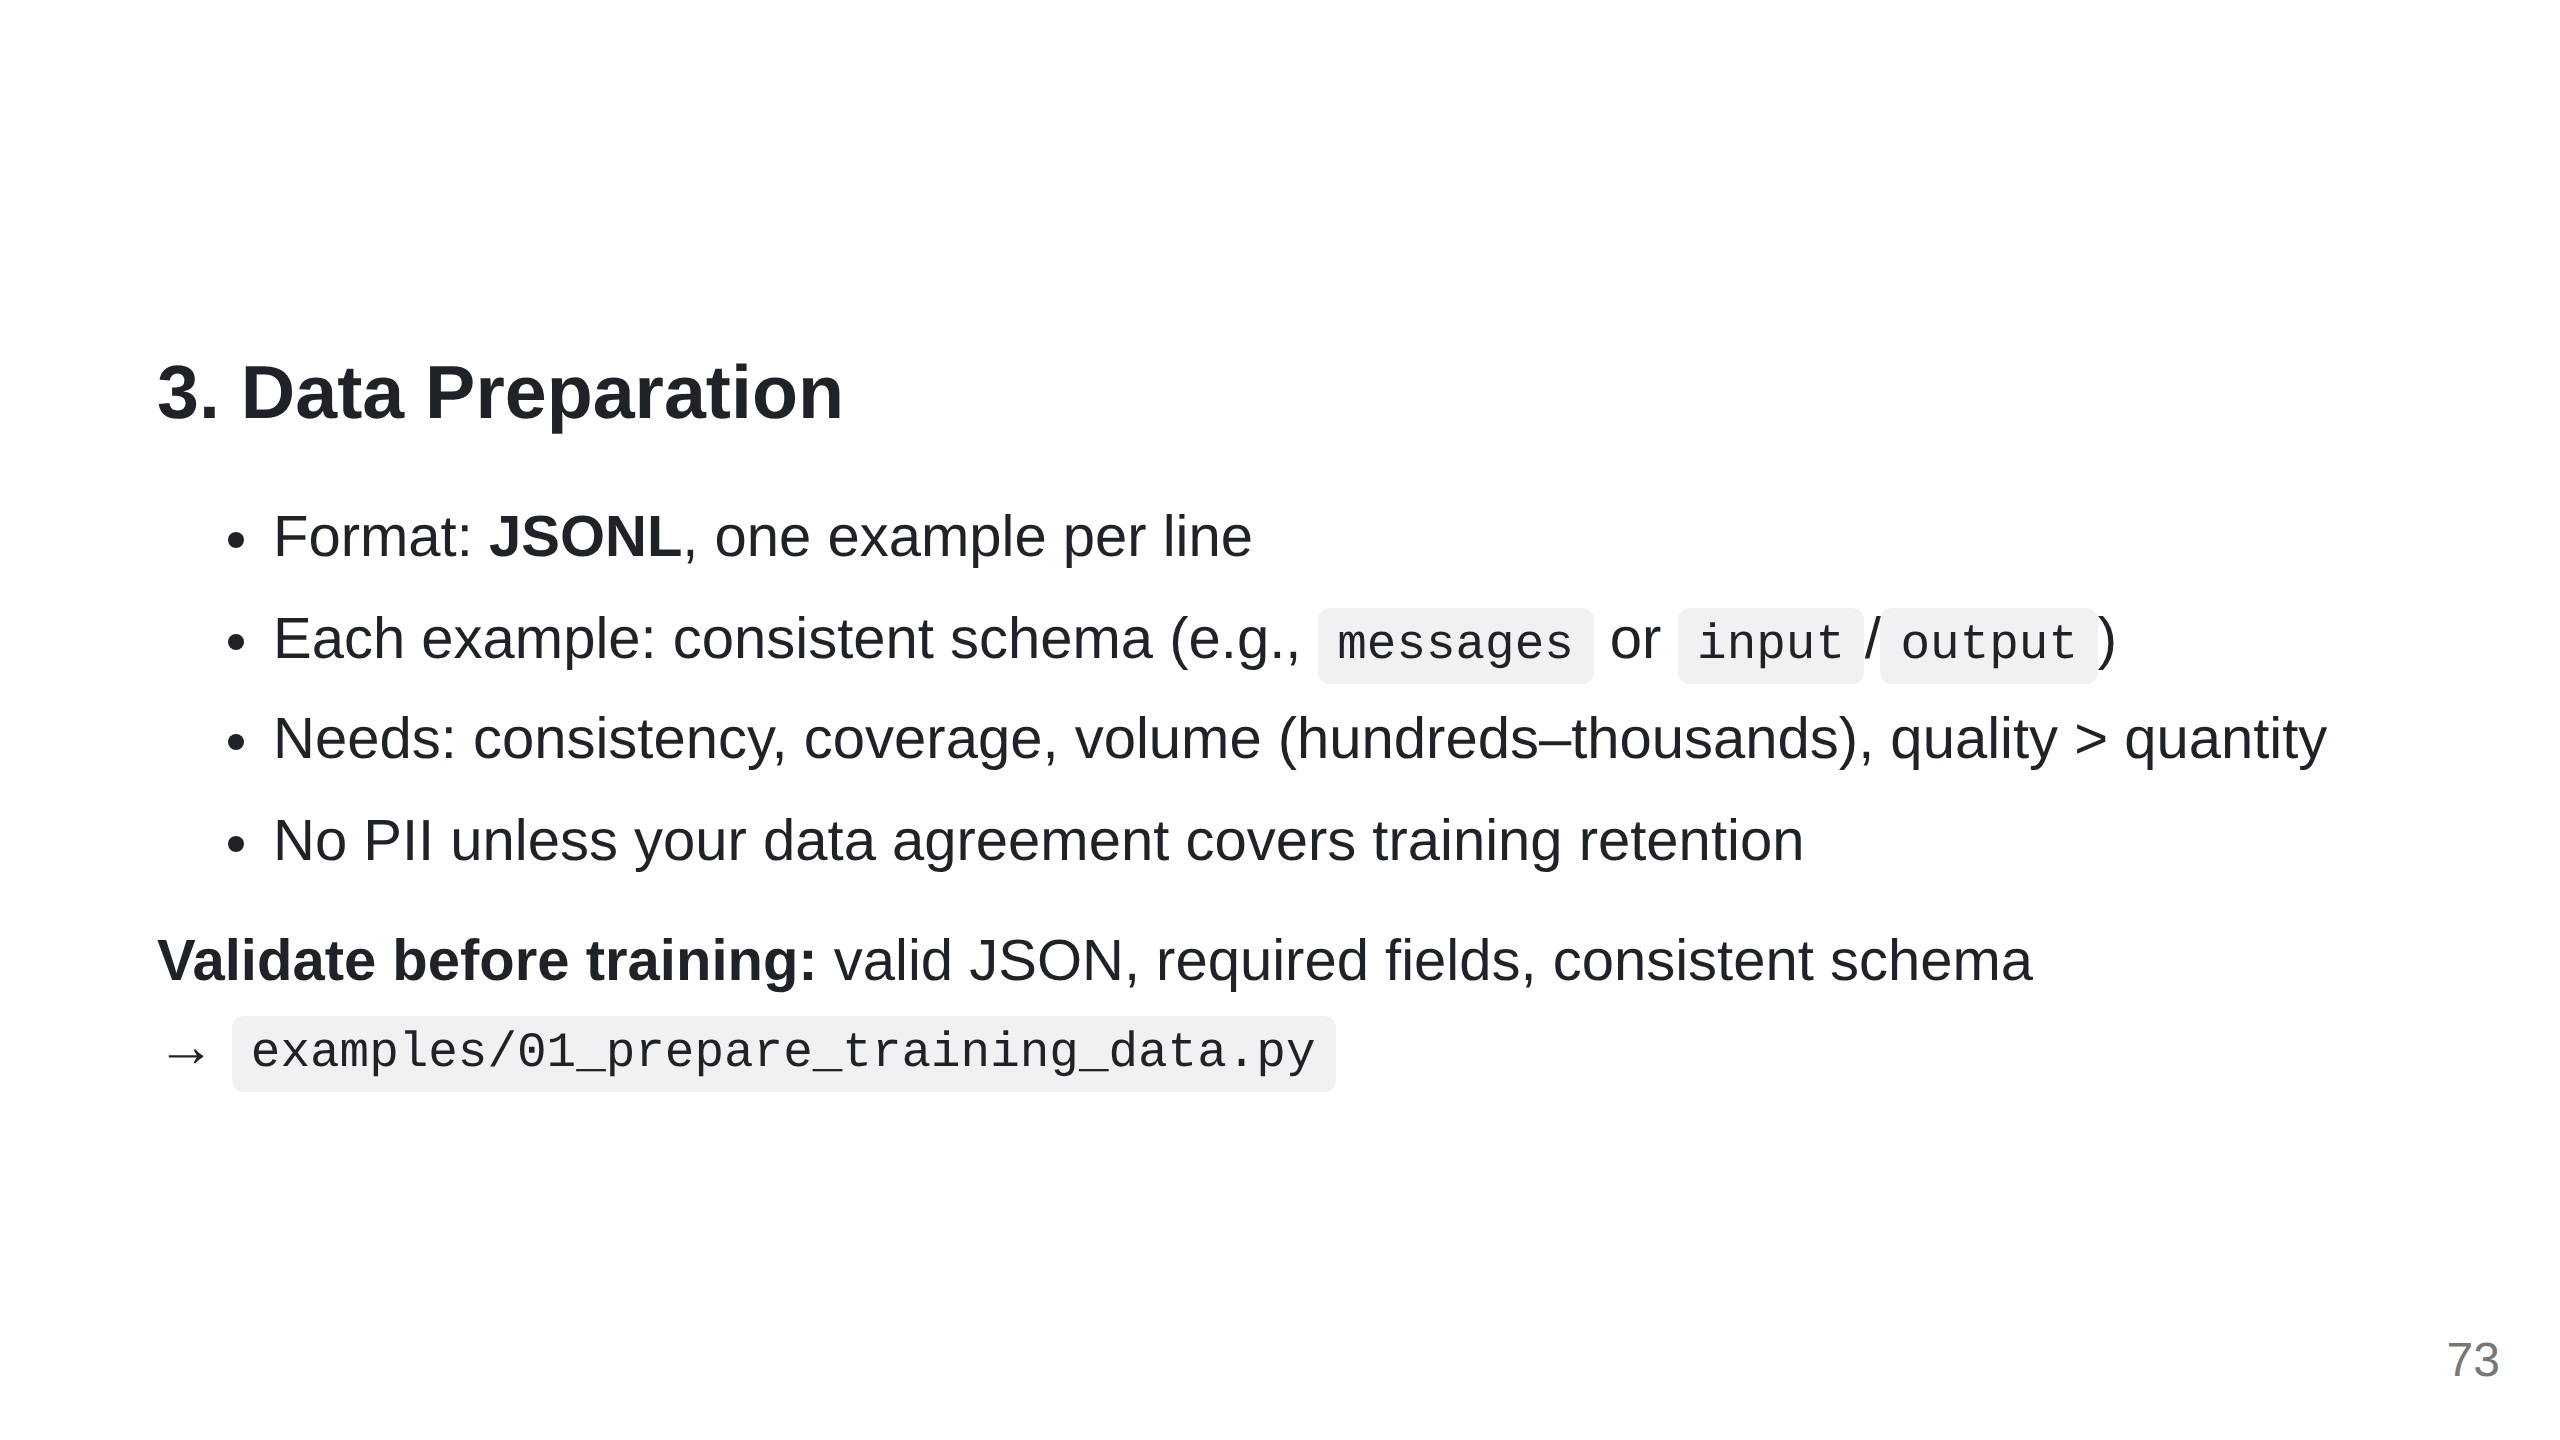 3. Data Preparation
• Format: JSONL, one example per line
• Each example: consistent schema (e.g., messages or input/output)
• Needs: consistency, coverage, volume (hundreds–thousands), quality > quantity
• No PII unless your data agreement covers training retention
Validate before training: valid JSON, required fields, consistent schema
→ examples/01_prepare_training_data.py
73